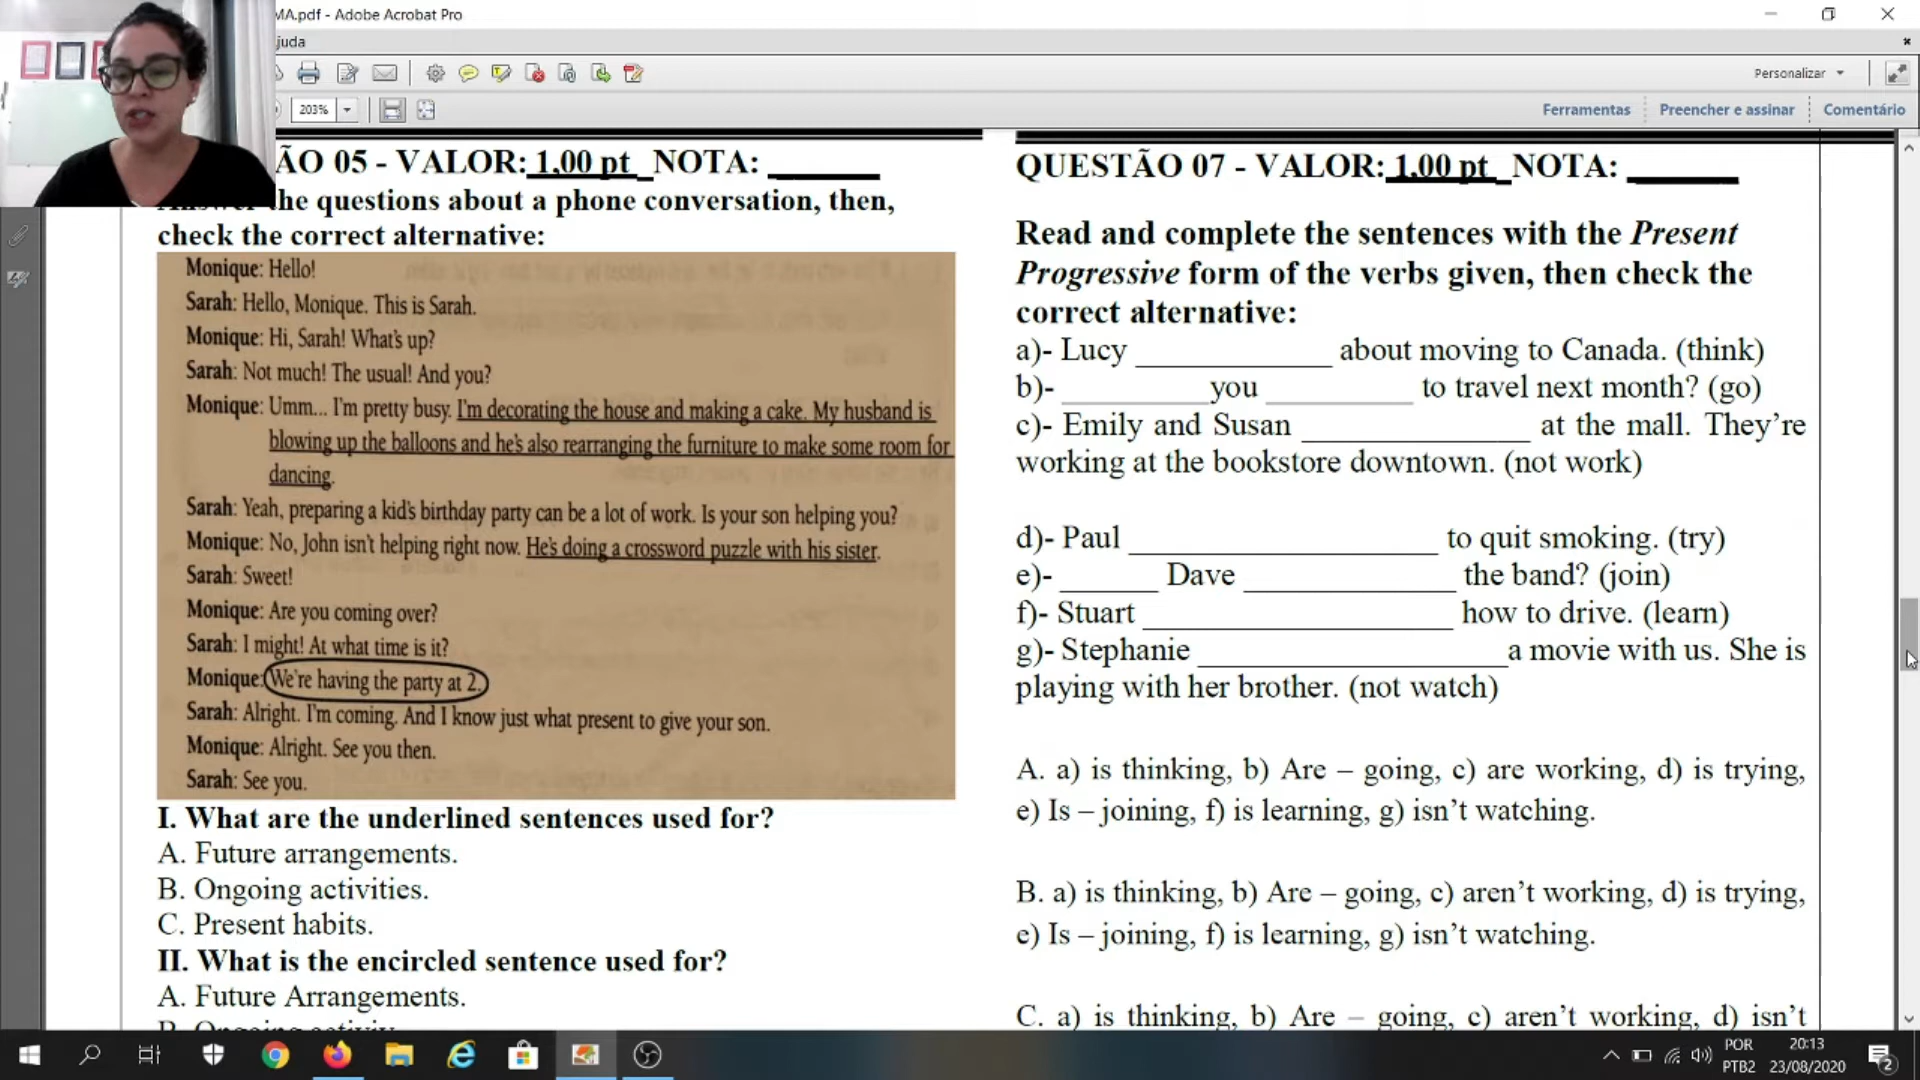 MA.pdf - Adobe Acrobat Pro
juda
Personalizar
203%
Ferramentas
Preencher e assinar
Comentário
ÃO 05 - VALOR: 1,00 pt _NOTA: _______
the questions about a phone conversation, then,
check the correct alternative:
Monique: Hello!
Sarah: Hello, Monique. This is Sarah.
Monique: Hi, Sarah! What's up?
Sarah: Not much! The usual! And you?
Monique: Umm... I'm pretty busy. I'm decorating the house and making a cake. My husband is
blowing up the balloons and he's also rearranging the furniture to make some room for
dancing.
Sarah: Yeah, preparing a kid's birthday party can be a lot of work. Is your son helping you?
Monique: No, John isn't helping right now. He's doing a crossword puzzle with his sister.
Sarah: Sweet!
Monique: Are you coming over?
Sarah: I might! At what time is it?
Monique: We're having the party at 2.
Sarah: Alright. I'm coming. And I know just what present to give your son.
Monique: Alright. See you then.
Sarah: See you.
I. What are the underlined sentences used for?
A. Future arrangements.
B. Ongoing activities.
C. Present habits.
II. What is the encircled sentence used for?
A. Future Arrangements.
QUESTÃO 07 - VALOR: 1,00 pt _NOTA: _______
Read and complete the sentences with the Present
Progressive form of the verbs given, then check the
correct alternative:
a)- Lucy _____________ about moving to Canada. (think)
b)- __________you __________ to travel next month? (go)
c)- Emily and Susan _______________ at the mall. They're
working at the bookstore downtown. (not work)
d)- Paul _____________________ to quit smoking. (try)
e)- _______ Dave ______________ the band? (join)
f)- Stuart _____________________ how to drive. (learn)
g)- Stephanie _____________________a movie with us. She is
playing with her brother. (not watch)
A. a) is thinking, b) Are – going, c) are working, d) is trying,
e) Is – joining, f) is learning, g) isn't watching.
B. a) is thinking, b) Are – going, c) aren't working, d) is trying,
e) Is – joining, f) is learning, g) isn't watching.
C. a) is thinking, b) Are – going, c) aren't working, d) isn't
POR
PTB2
20:13
23/08/2020
2